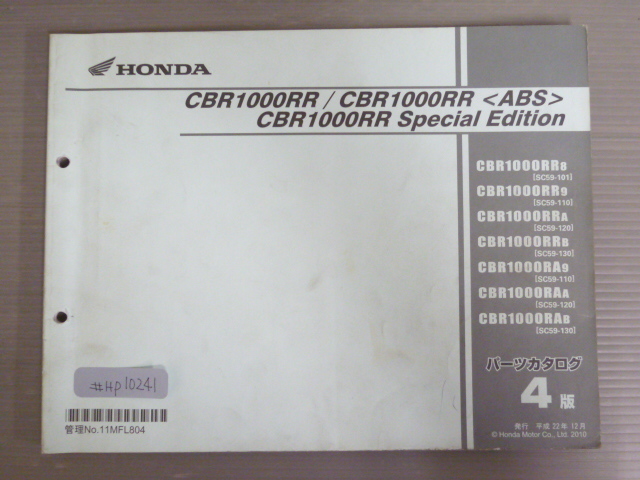 HONDA
CBR1000RR / CBR1000RR <ABS>
CBR1000RR Special Edition
CBR1000RR8
[SC59-101]
CBR1000RR9
[SC59-110]
CBR1000RRA
[SC59-120]
CBR1000RRB
[SC59-130]
CBR1000RA9
[SC59-110]
CBR1000RAA
[SC59-120]
CBR1000RAB
[SC59-130]
パーツカタログ
4版
発行 平成 22年 12月
© Honda Motor Co., Ltd. 2010
#HP10241
管理No.11MFL804